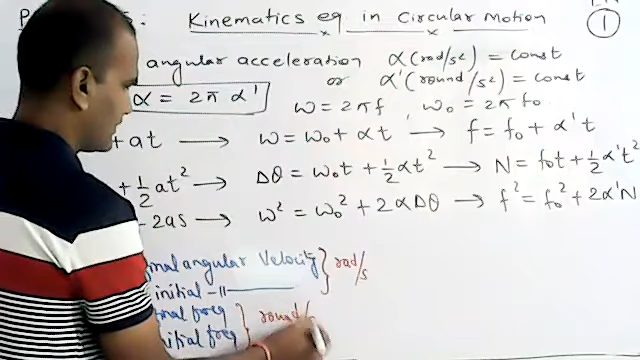 Kinematics eq in Circular Motion
①
angular acceleration α(rad/s²) = const
or α'(round/s²) = const
α = 2π α'
ω = 2πf , ω₀ = 2π f₀
+at → ω = ω₀ + αt → f = f₀ + α't
+½at² → Δθ = ω₀t + ½αt² → N = f₀t + ½α't²
-2as → ω² = ω₀² + 2αΔθ → f² = f₀² + 2α'N
angular Velocity } rad/s
initial -॥-
freq } round/
freq